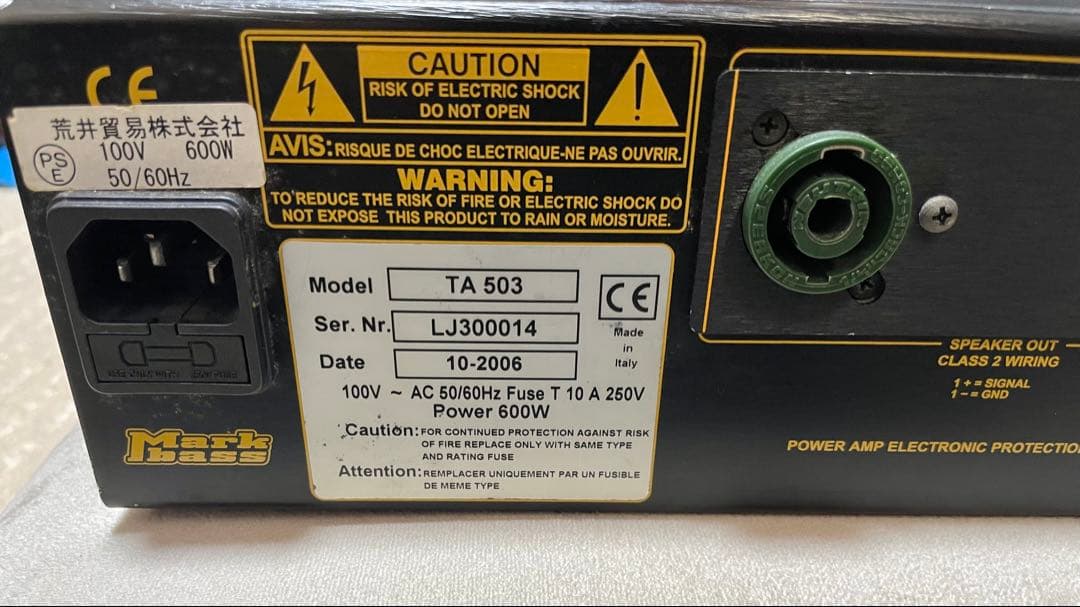 CE
荒井貿易株式会社
PS
E
100V 600W
50/60Hz
CAUTION
RISK OF ELECTRIC SHOCK
DO NOT OPEN
AVIS: RISQUE DE CHOC ELECTRIQUE-NE PAS OUVRIR.
WARNING:
TO REDUCE THE RISK OF FIRE OR ELECTRIC SHOCK DO
NOT EXPOSE THIS PRODUCT TO RAIN OR MOISTURE.
Model TA 503
Ser. Nr. LJ300014
Date 10-2006
CE
Made
in
Italy
100V ~ AC 50/60Hz Fuse T 10 A 250V
Power 600W
Caution: FOR CONTINUED PROTECTION AGAINST RISK
OF FIRE REPLACE ONLY WITH SAME TYPE
AND RATING FUSE
Attention: REMPLACER UNIQUEMENT PAR UN FUSIBLE
DE MEME TYPE
Mark
bass
SPEAKER OUT
CLASS 2 WIRING
1 + = SIGNAL
1 - = GND
POWER AMP ELECTRONIC PROTECTIO